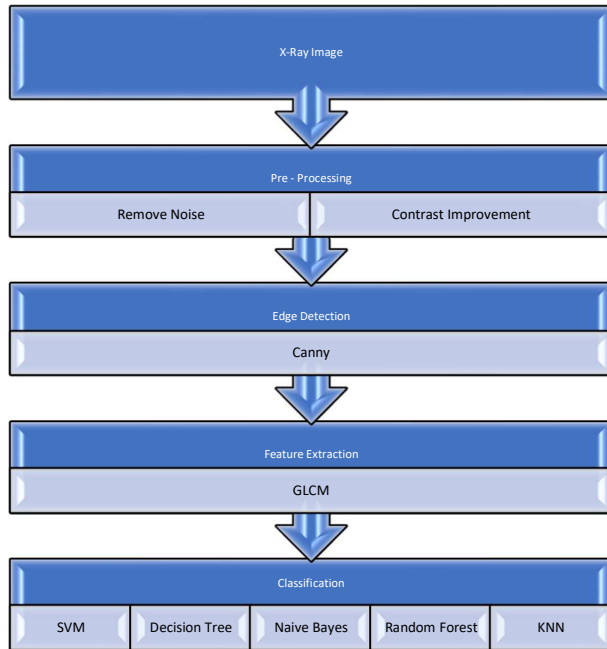 X-Ray Image
Pre - Processing
Remove Noise
Contrast Improvement
Edge Detection
Canny
Feature Extraction
GLCM
Classification
SVM
Decision Tree
Naive Bayes
Random Forest
KNN